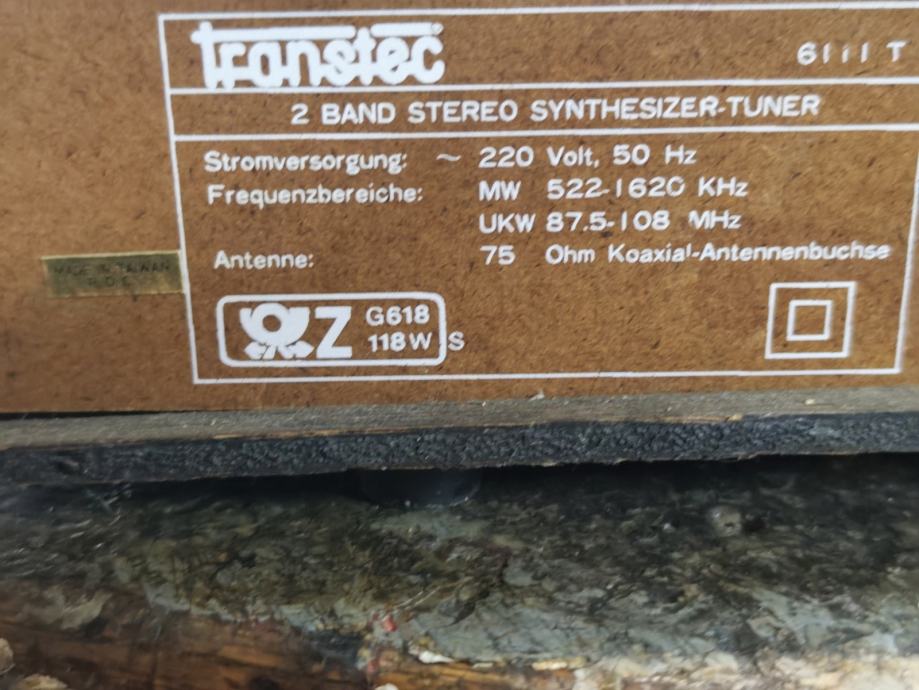 transtec
6111 T
2 BAND STEREO SYNTHESIZER-TUNER
Stromversorgung: ~ 220 Volt, 50 Hz
Frequenzbereiche: MW 522-1620 KHz
UKW 87.5-108 MHz
Antenne: 75 Ohm Koaxial-Antennenbuchse
MADE IN TAIWAN
R.O.C.
Z G618
118W S